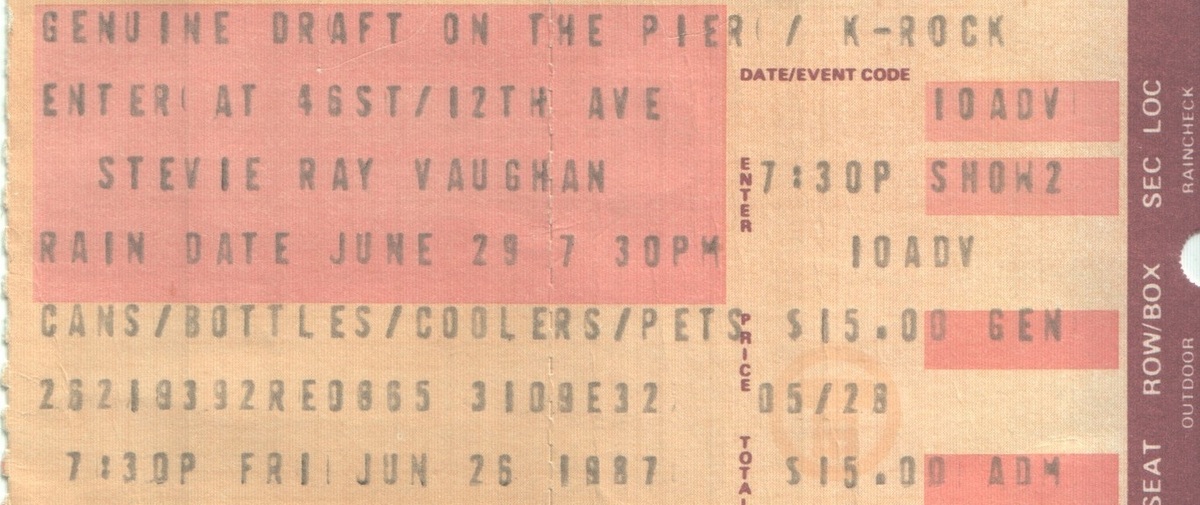 GENUINE DRAFT ON THE PIER / K-ROCK
DATE/EVENT CODE
ENTER AT 46ST/12TH AVE 10ADV
STEVIE RAY VAUGHAN ENTER 7:30P SHOW2
RAIN DATE JUNE 29 7 30PM 10ADV
CANS/BOTTLES/COOLERS/PETS PRICE $15.00 GEN
26219392RED865 3109E32 05/28
7:30P FRI JUN 26 1987 TOTAL $15.00 ADM
SEAT ROW/BOX SEC LOC
OUTDOOR RAINCHECK